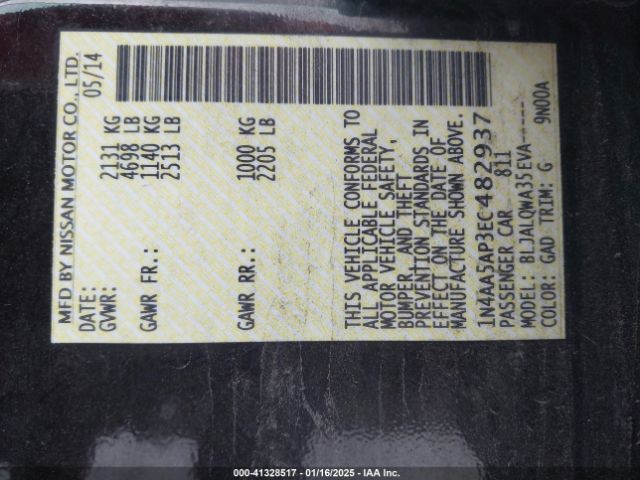 MFD BY NISSAN MOTOR CO., LTD.
DATE: 05/14
GVWR: 2131 KG
4698 LB
GAWR FR.: 1140 KG
2513 LB
GAWR RR.: 1000 KG
2205 LB
THIS VEHICLE CONFORMS TO
ALL APPLICABLE FEDERAL
MOTOR VEHICLE SAFETY,
BUMPER, AND THEFT
PREVENTION STANDARDS IN
EFFECT ON THE DATE OF
MANUFACTURE SHOWN ABOVE.
1N4AA5AP3EC482937
PASSENGER CAR 811
MODEL: BLJALQWA35EVA-----
COLOR: GAD TRIM: G 9N00A
000-41328517 - 01/16/2025 - IAA Inc.